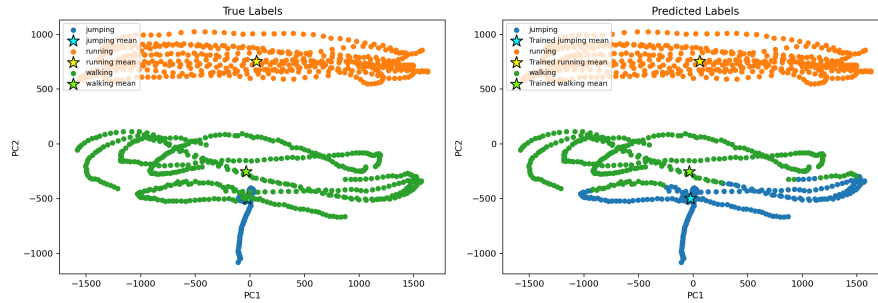 True Labels
jumping
jumping mean
running
running mean
walking
walking mean
1000
500
0
−500
−1000
PC2
−1500
−1000
−500
0
500
1000
1500
PC1
Predicted Labels
jumping
Trained jumping mean
running
Trained running mean
walking
Trained walking mean
1000
500
0
−500
−1000
PC2
−1500
−1000
−500
0
500
1000
1500
PC1